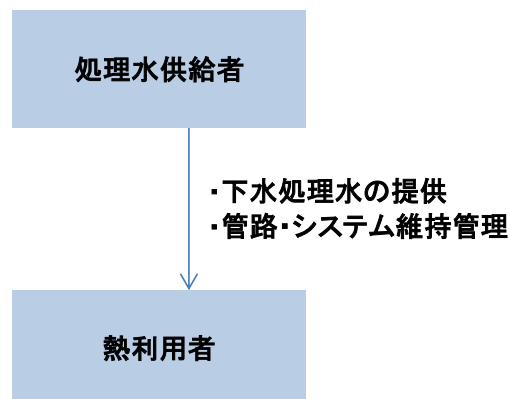 処理水供給者
・下水処理水の提供
・管路・システム維持管理
熱利用者